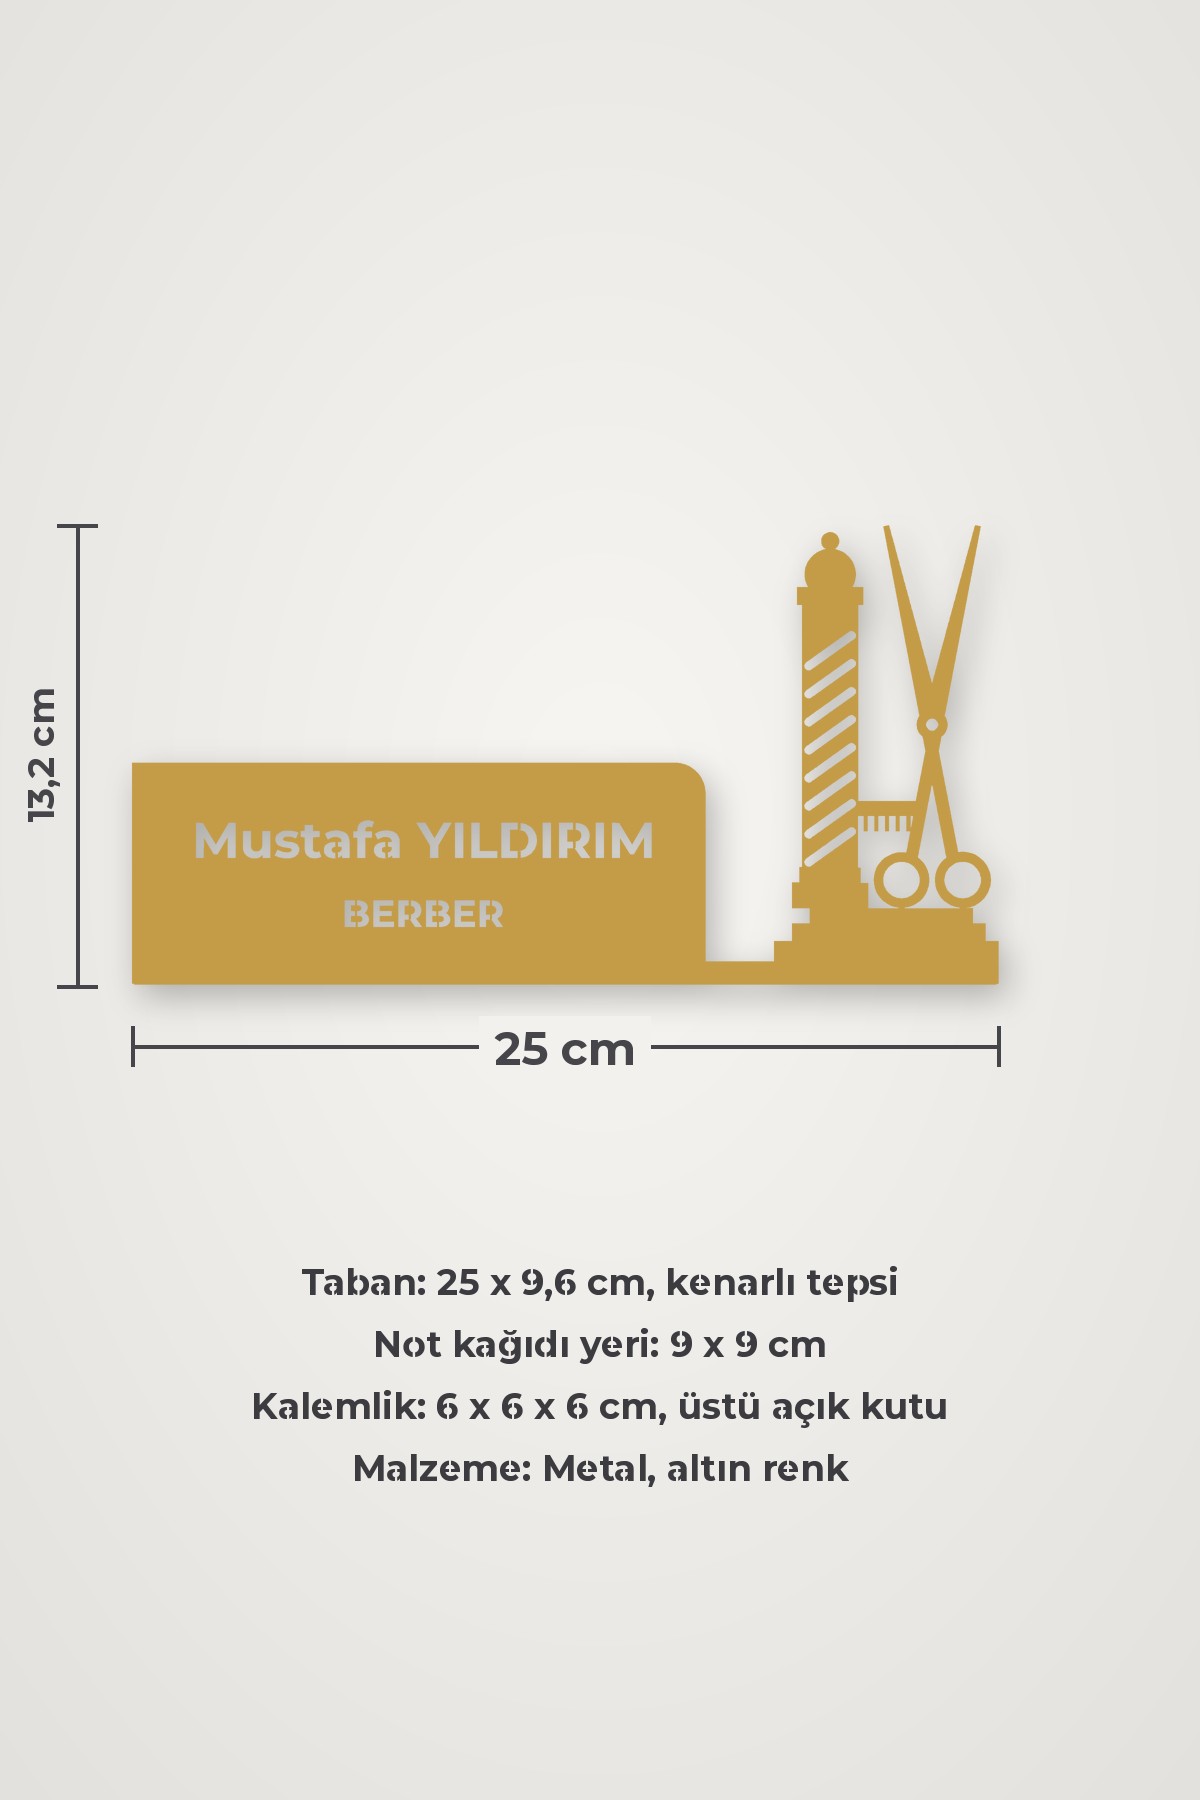 13,2 cm
Mustafa YILDIRIM
BERBER
25 cm
Taban: 25 x 9,6 cm, kenarlı tepsi
Not kağıdı yeri: 9 x 9 cm
Kalemlik: 6 x 6 x 6 cm, üstü açık kutu
Malzeme: Metal, altın renk